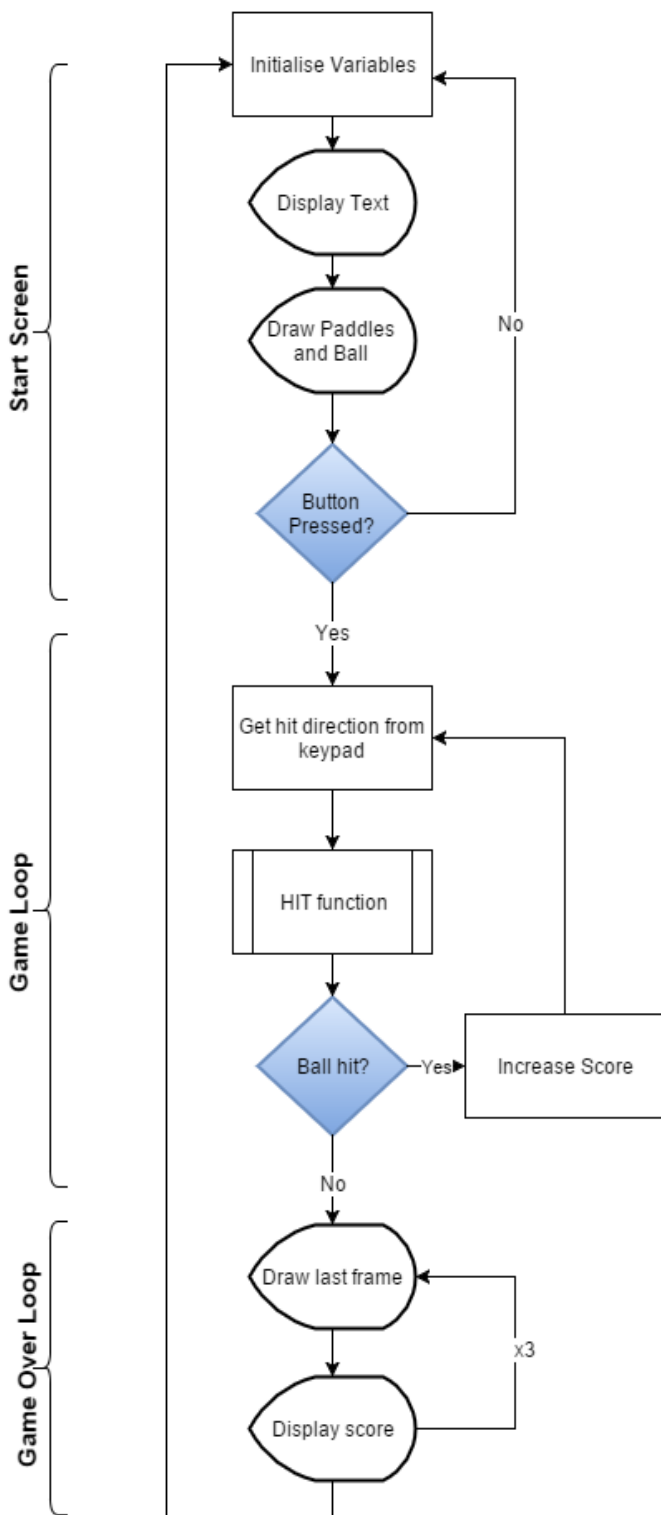 Start Screen
Initialise Variables
Display Text
Draw Paddles
and Ball
No
Button
Pressed?
Yes
Game Loop
Get hit direction from
keypad
HIT function
Ball hit?
Yes
Increase Score
No
Game Over Loop
Draw last frame
x3
Display score